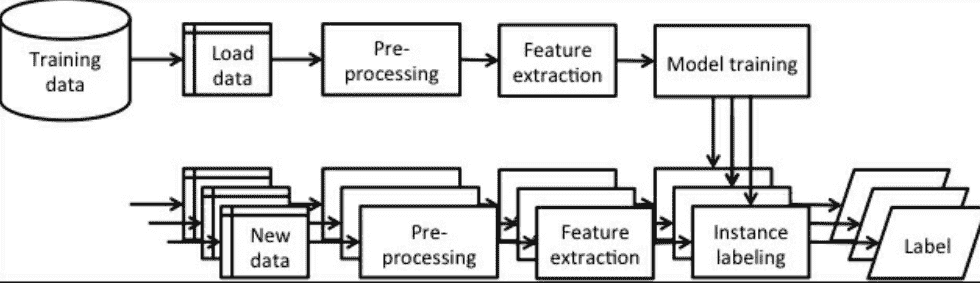 Training
data
Load
data
Pre-
processing
Feature
extraction
Model training
New
data
Pre-
processing
Feature
extraction
Instance
labeling
Label